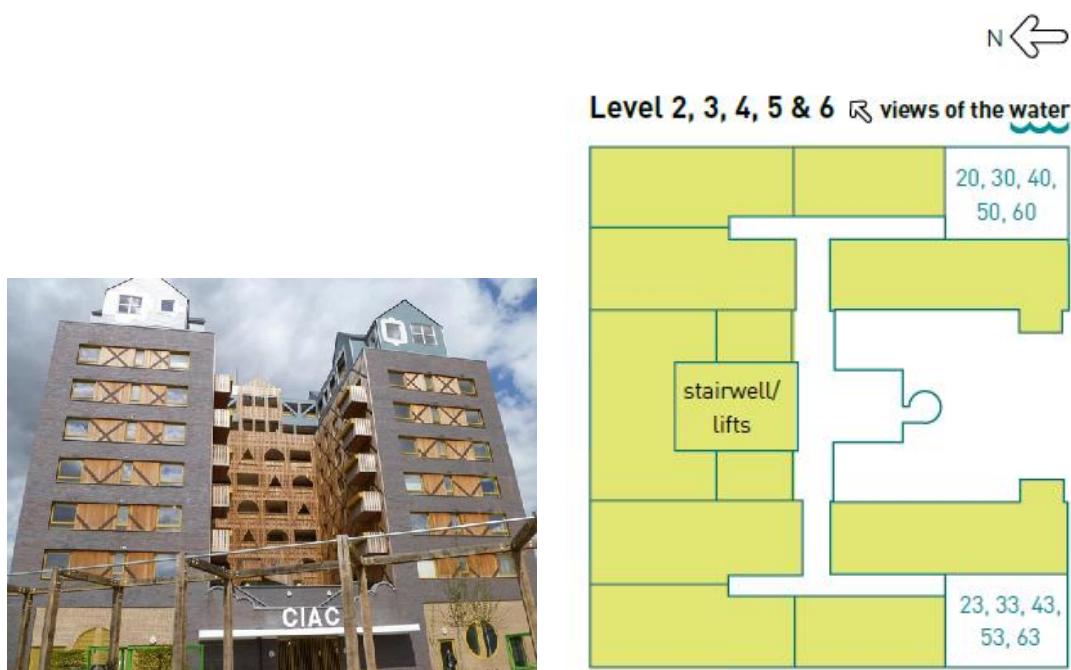 N
Level 2, 3, 4, 5 & 6 views of the water
20, 30, 40,
50, 60
stairwell/
lifts
CIAC
23, 33, 43,
53, 63